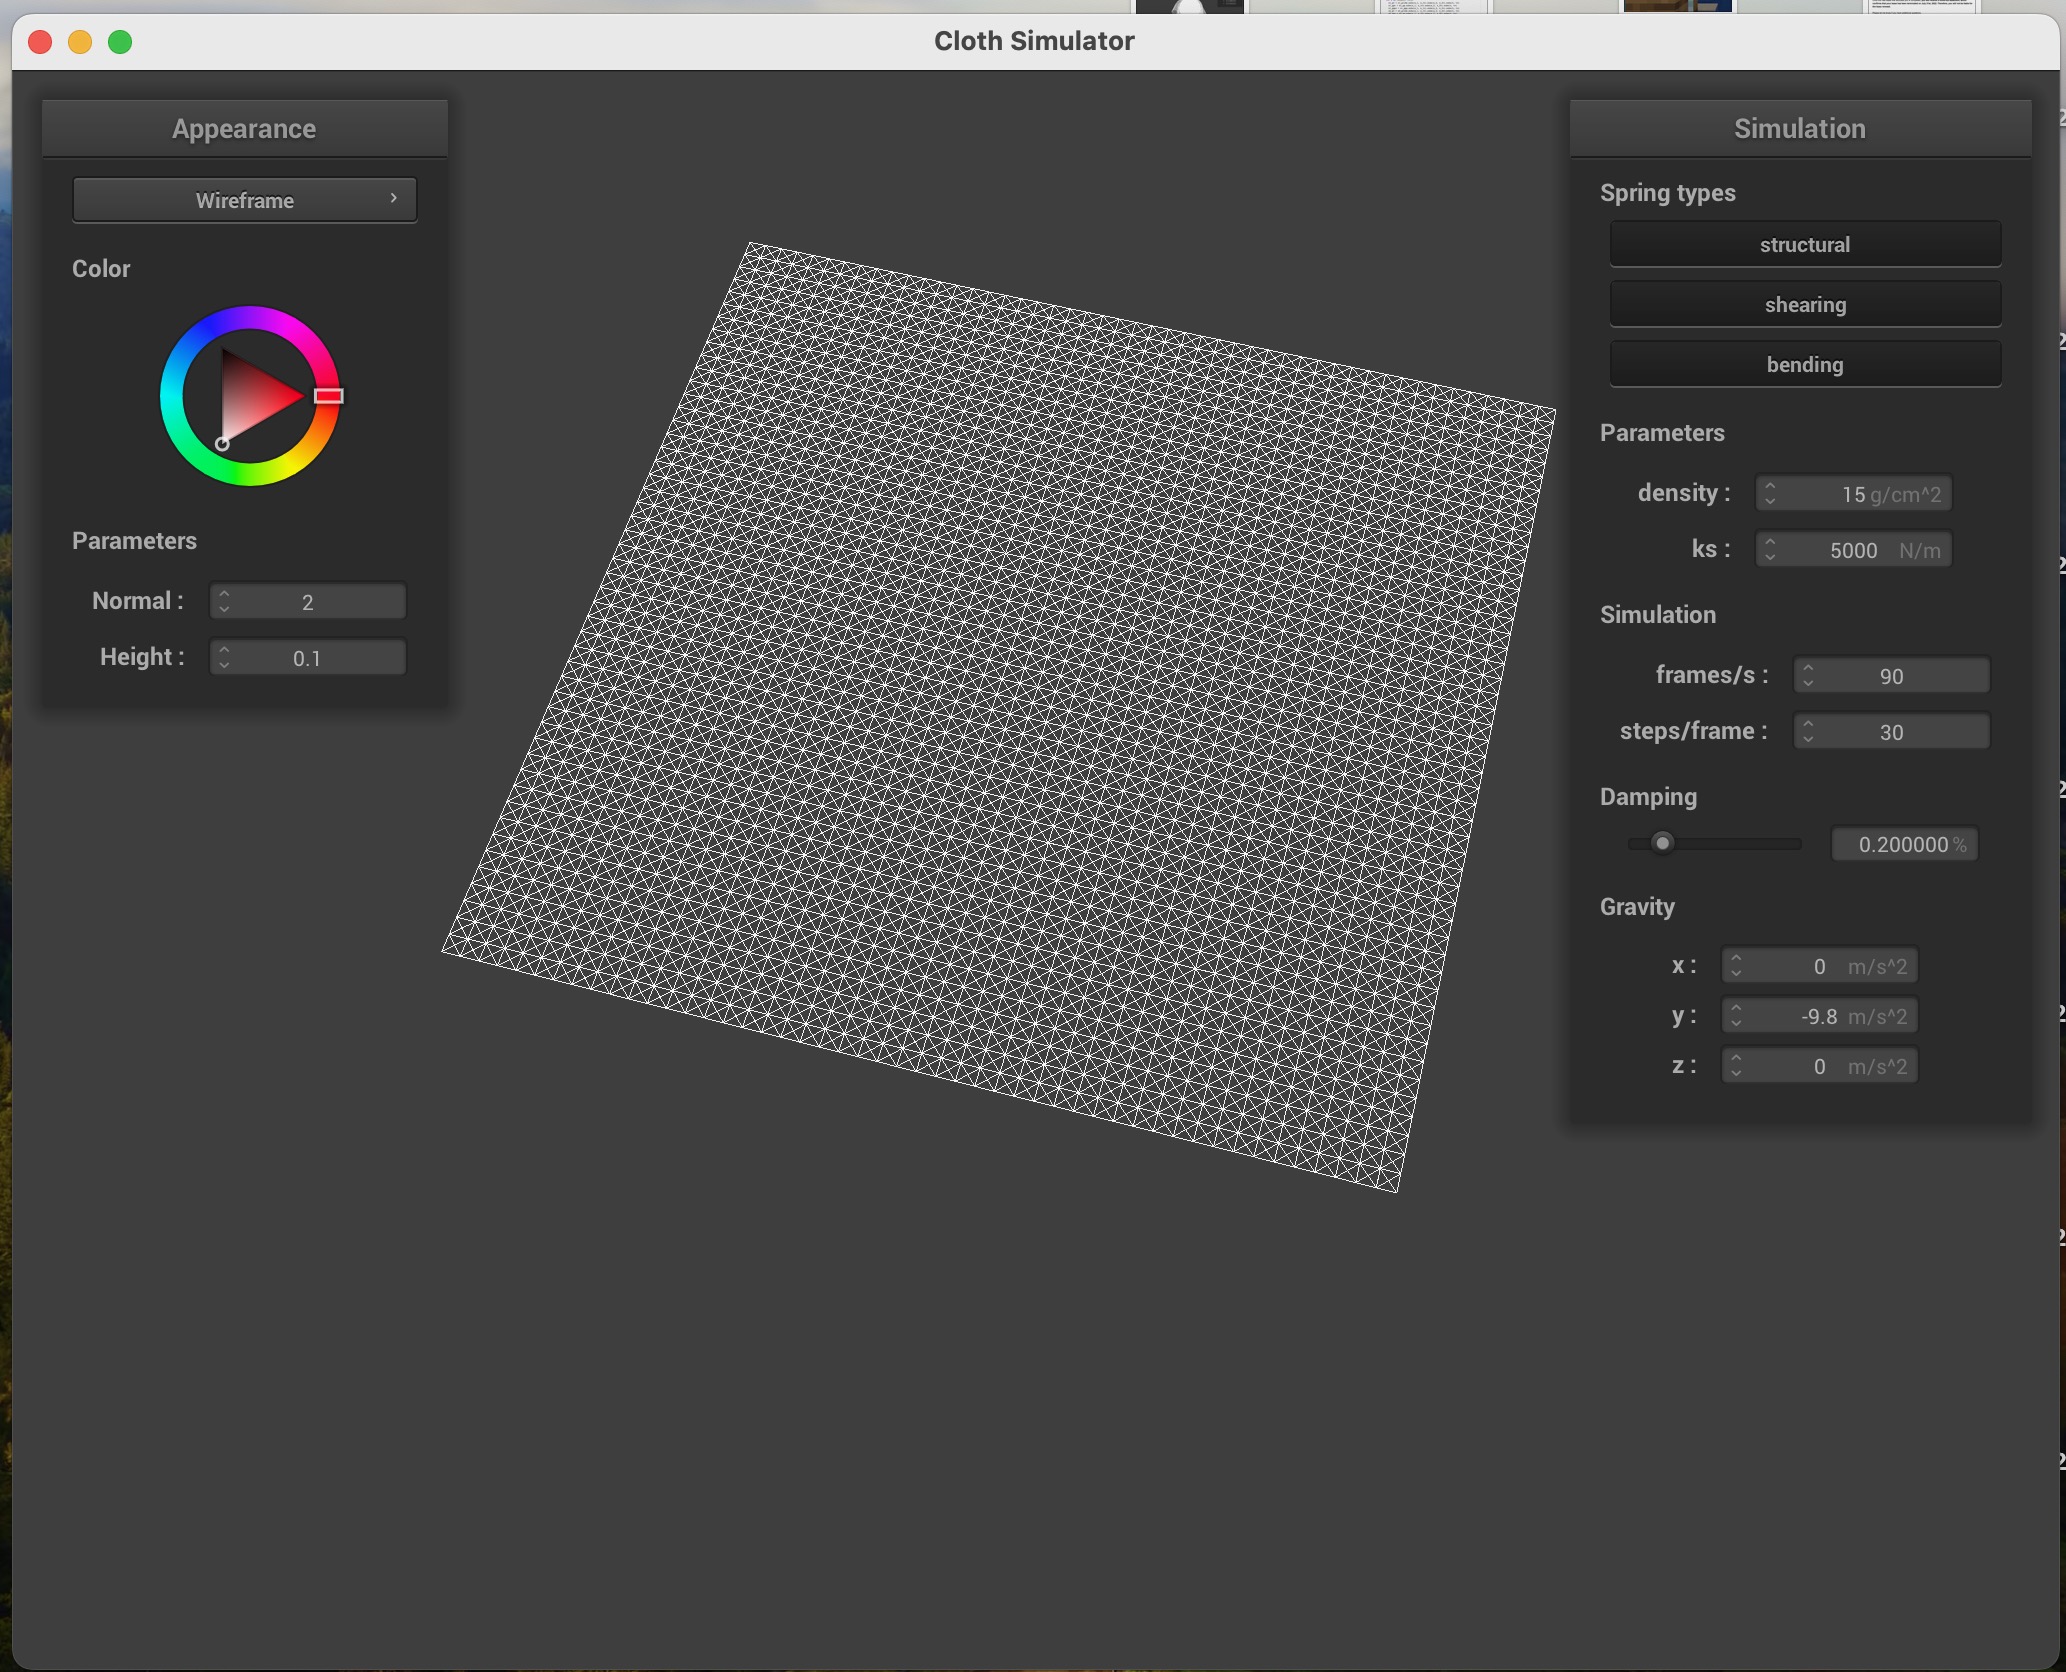 Cloth Simulator
Appearance
Wireframe
Color
Parameters
Normal : 2
Height : 0.1
Simulation
Spring types
structural
shearing
bending
Parameters
density : 15 g/cm^2
ks : 5000 N/m
Simulation
frames/s : 90
steps/frame : 30
Damping
0.200000 %
Gravity
x : 0 m/s^2
y : -9.8 m/s^2
z : 0 m/s^2